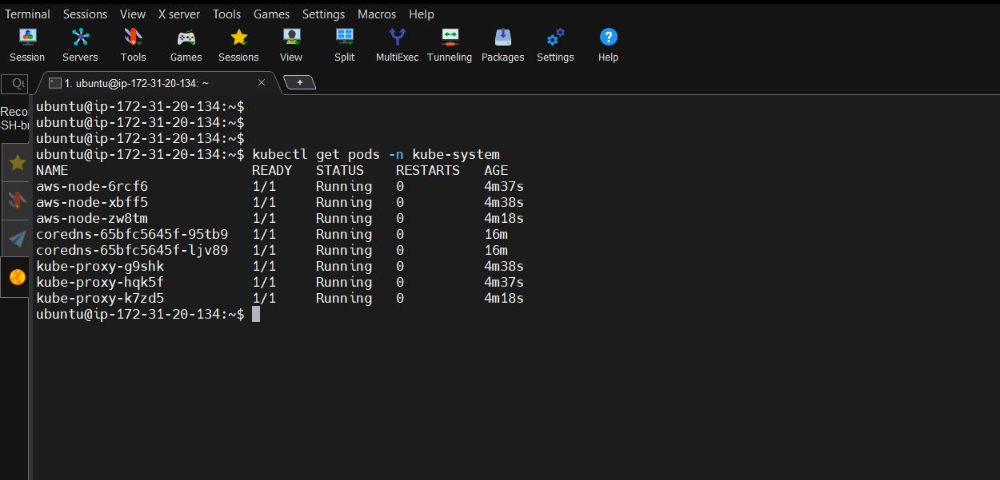 Terminal Sessions View X server Tools Games Settings Macros Help
Session Servers Tools Games Sessions View Split MultiExec Tunneling Packages Settings Help
Qu
1. ubuntu@ip-172-31-20-134: ~
Reco
SH-br
ubuntu@ip-172-31-20-134:~$
ubuntu@ip-172-31-20-134:~$
ubuntu@ip-172-31-20-134:~$
ubuntu@ip-172-31-20-134:~$ kubectl get pods -n kube-system
NAME READY STATUS RESTARTS AGE
aws-node-6rcf6 1/1 Running 0 4m37s
aws-node-xbff5 1/1 Running 0 4m38s
aws-node-zw8tm 1/1 Running 0 4m18s
coredns-65bfc5645f-95tb9 1/1 Running 0 16m
coredns-65bfc5645f-ljv89 1/1 Running 0 16m
kube-proxy-g9shk 1/1 Running 0 4m38s
kube-proxy-hqk5f 1/1 Running 0 4m37s
kube-proxy-k7zd5 1/1 Running 0 4m18s
ubuntu@ip-172-31-20-134:~$